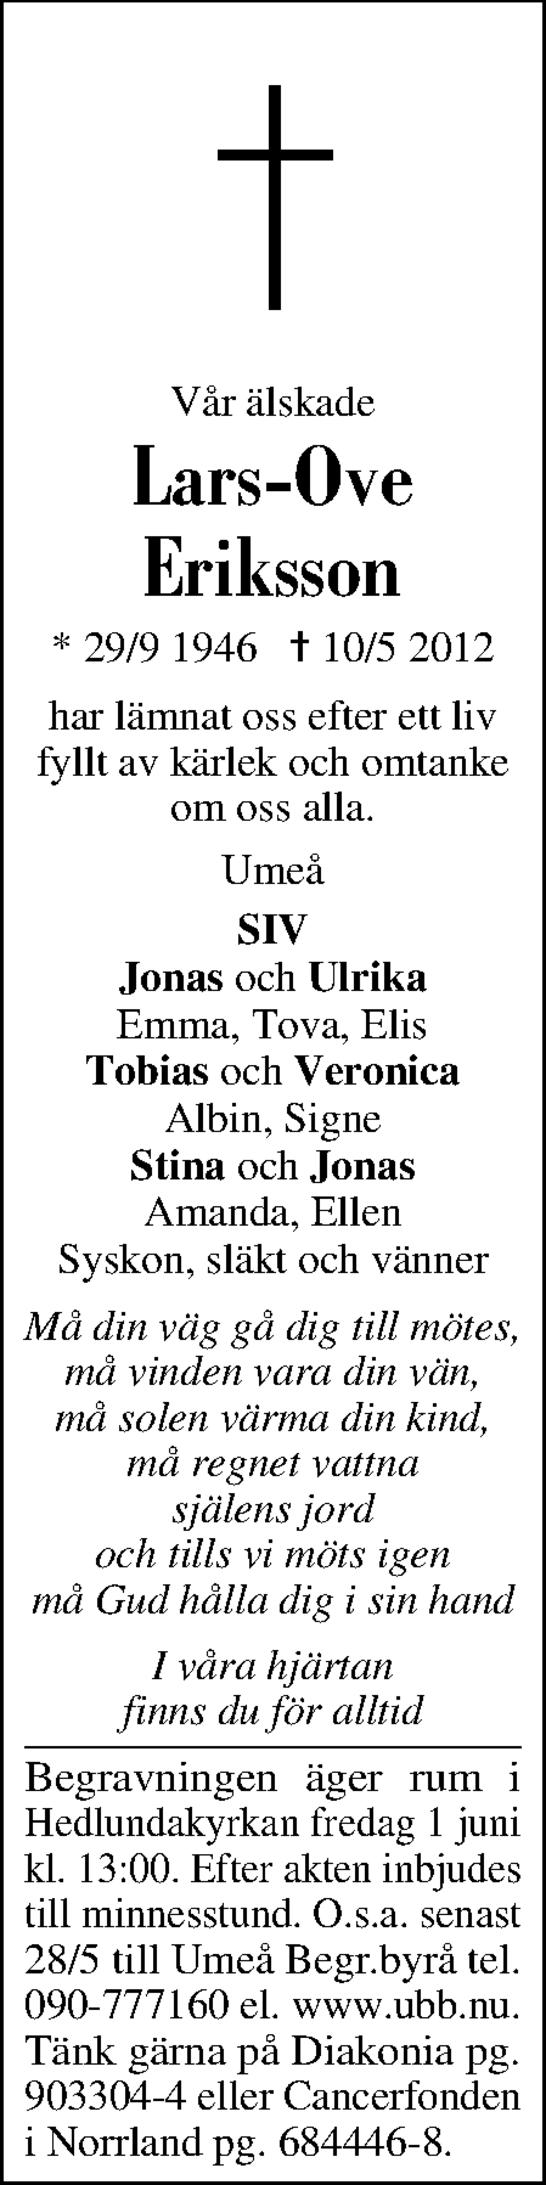 Vår älskade
Lars-Ove
Eriksson
* 29/9 1946 ✝ 10/5 2012
har lämnat oss efter ett liv
fyllt av kärlek och omtanke
om oss alla.
Umeå
SIV
Jonas och Ulrika
Emma, Tova, Elis
Tobias och Veronica
Albin, Signe
Stina och Jonas
Amanda, Ellen
Syskon, släkt och vänner
Må din väg gå dig till mötes,
må vinden vara din vän,
må solen värma din kind,
må regnet vattna
själens jord
och tills vi möts igen
må Gud hålla dig i sin hand
I våra hjärtan
finns du för alltid
Begravningen äger rum i
Hedlundakyrkan fredag 1 juni
kl. 13:00. Efter akten inbjudes
till minnesstund. O.s.a. senast
28/5 till Umeå Begr.byrå tel.
090-777160 el. www.ubb.nu.
Tänk gärna på Diakonia pg.
903304-4 eller Cancerfonden
i Norrland pg. 684446-8.